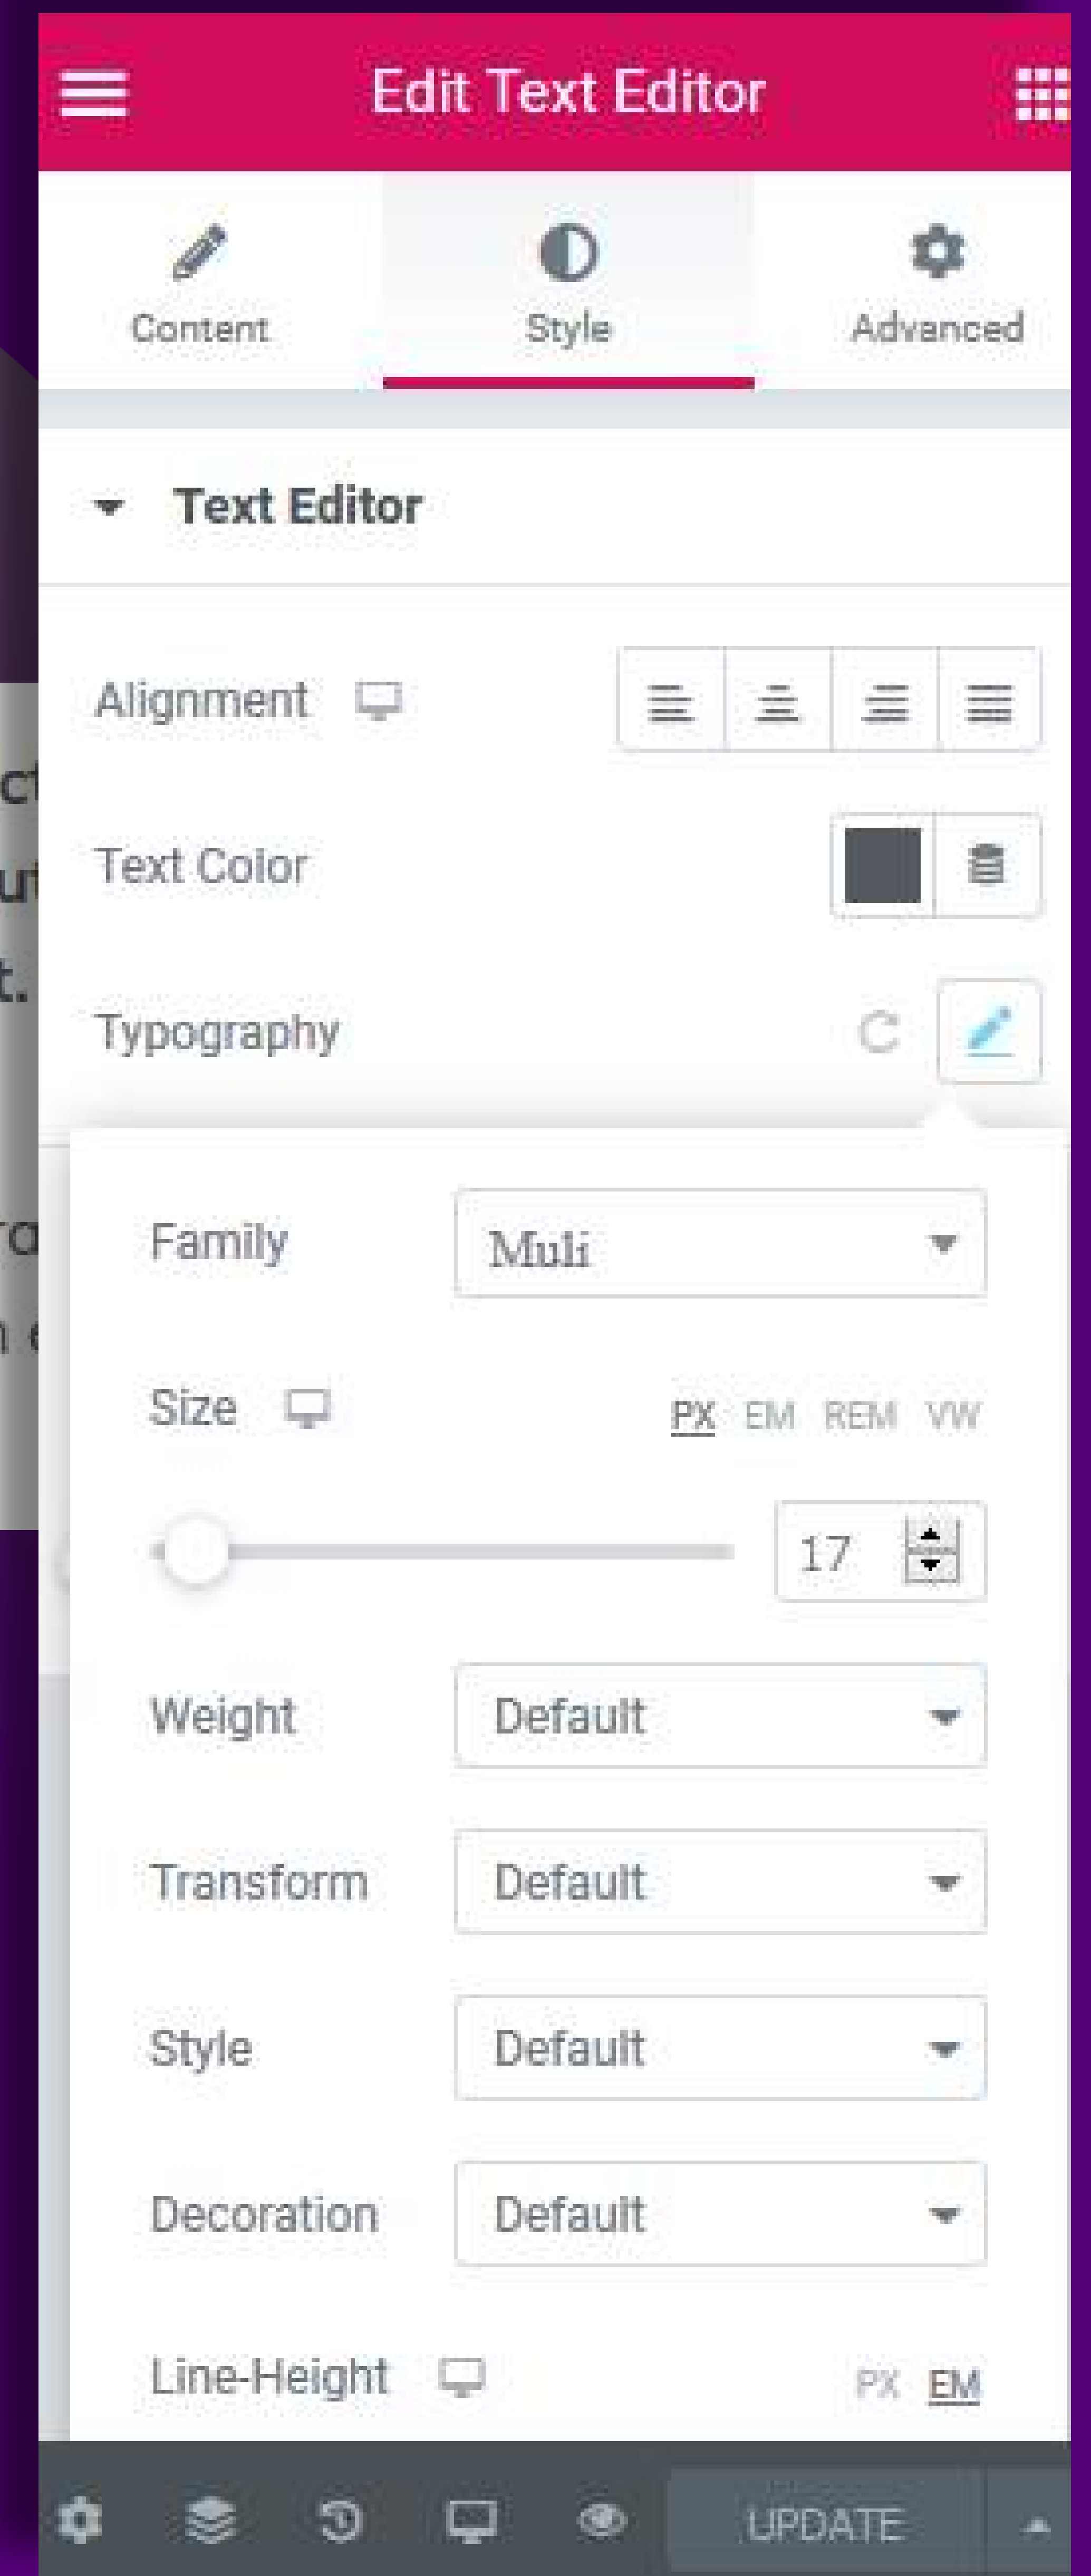 Edit Text Editor
Content Style Advanced
Text Editor
Alignment
Text Color
Typography
Family Muli
Size PX EM REM VW
17
Weight Default
Transform Default
Style Default
Decoration Default
Line-Height PX EM
UPDATE